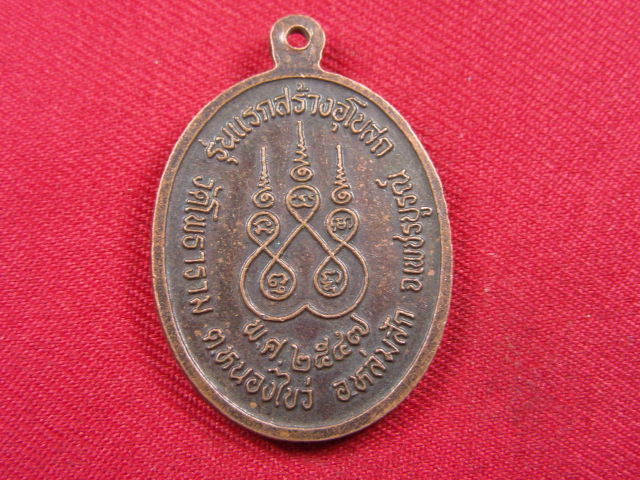 รุ่นแรกสร้างอุโบสถ
วัดโพธาราม ต.หนองไขว่ อ.หล่มสัก จ.เพชรบูรณ์
พ.ศ.๒๕๔๗